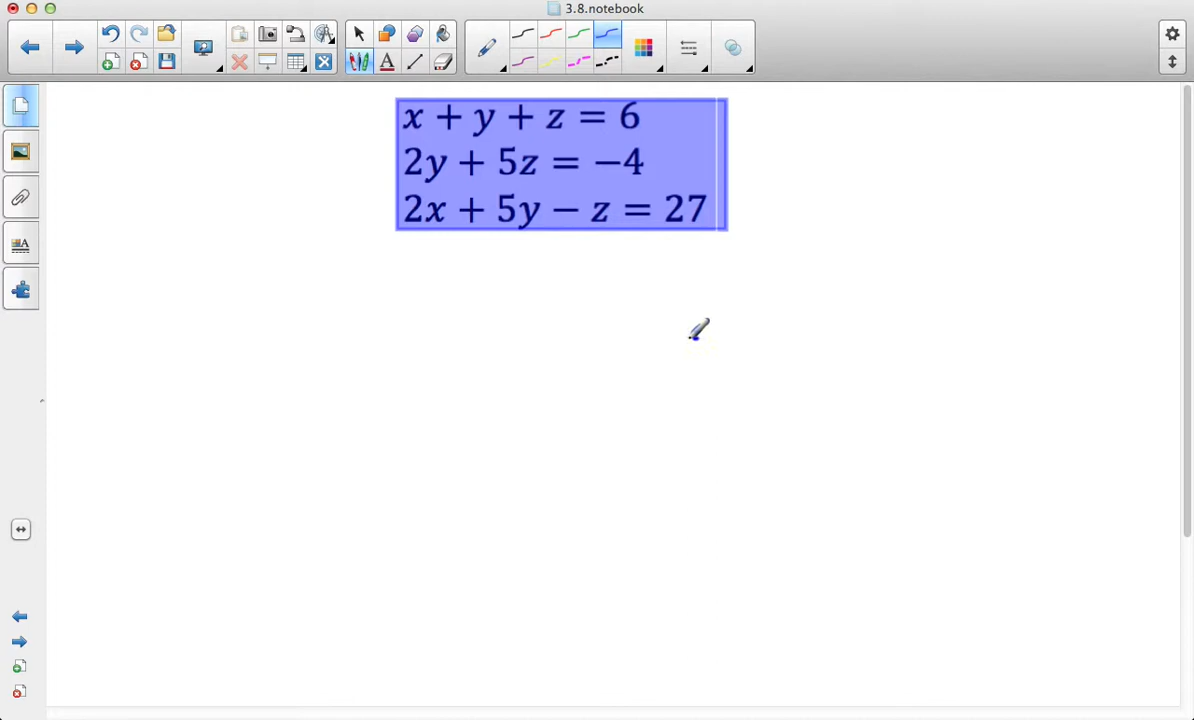 3.8.notebook
x + y + z = 6
2y + 5z = −4
2x + 5y − z = 27